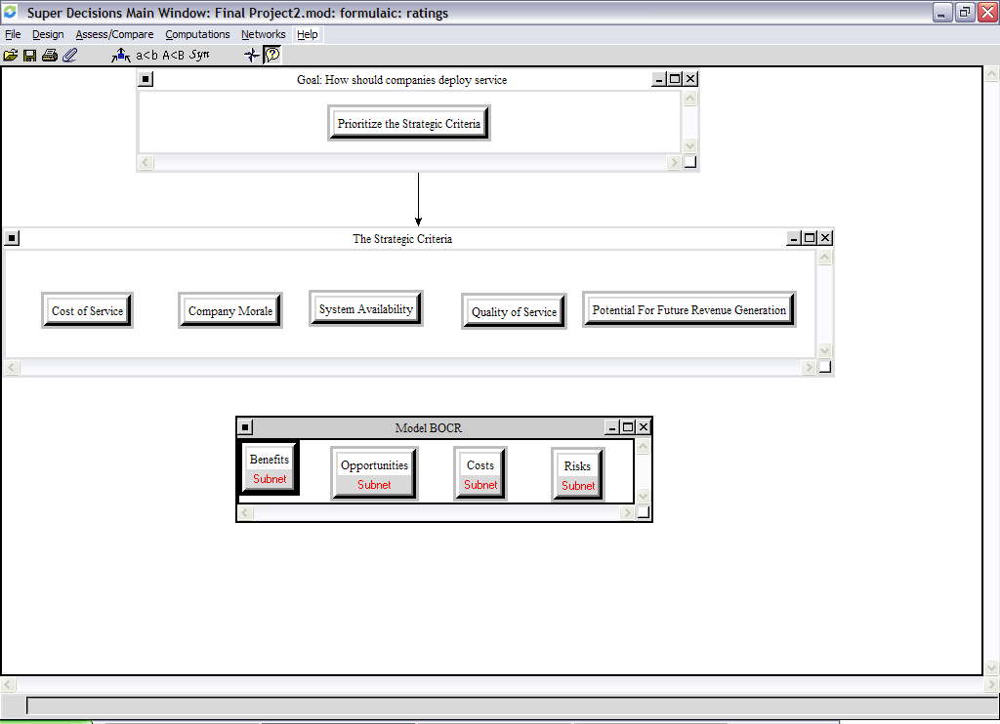 Super Decisions Main Window: Final Project2.mod: formulaic: ratings
File Design Assess/Compare Computations Networks Help
a<b A<B Syn
Goal: How should companies deploy service
Prioritize the Strategic Criteria
The Strategic Criteria
Cost of Service Company Morale System Availability Quality of Service Potential For Future Revenue Generation
Model BOCR
Benefits Opportunities Costs Risks
Subnet Subnet Subnet Subnet